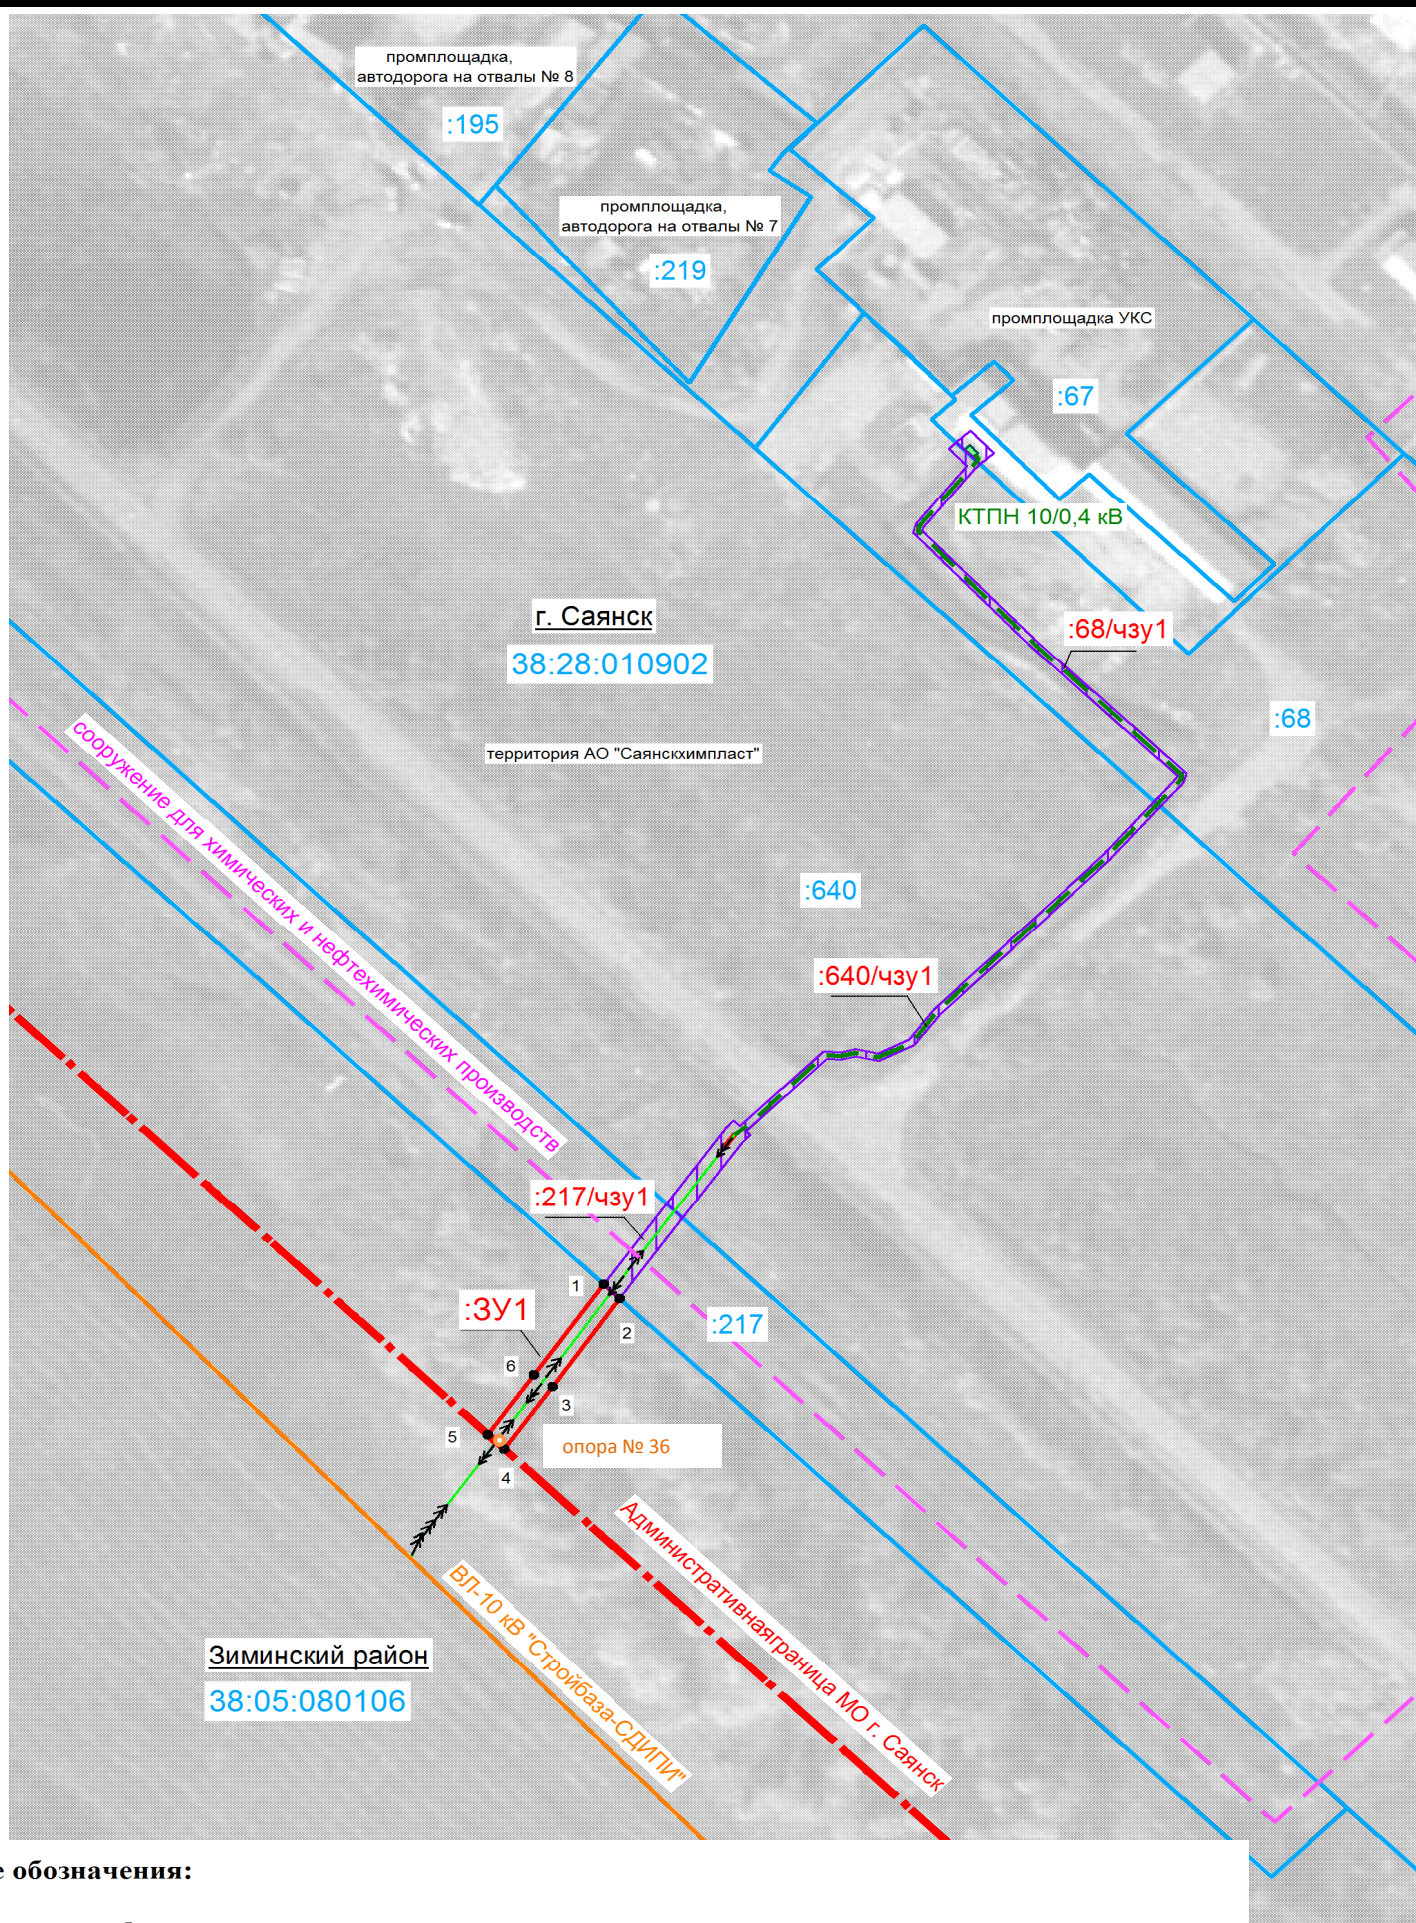 промплощадка,
автодорога на отвалы № 8
:195
промплощадка,
автодорога на отвалы № 7
:219
промплощадка УКС
:67
КТПН 10/0,4 кВ
г. Саянск
38:28:010902
:68/чзу1
:68
территория АО "Саянскхимпласт"
сооружение для химических и нефтехимических производств
:640
:640/чзу1
:217/чзу1
1
:ЗУ1
2
:217
6
3
5
опора № 36
4
Административнаяграница МО г. Саянск
ВЛ-10 кВ "Стройбаза-СДИПИ"
Зиминский район
38:05:080106
е обозначения: